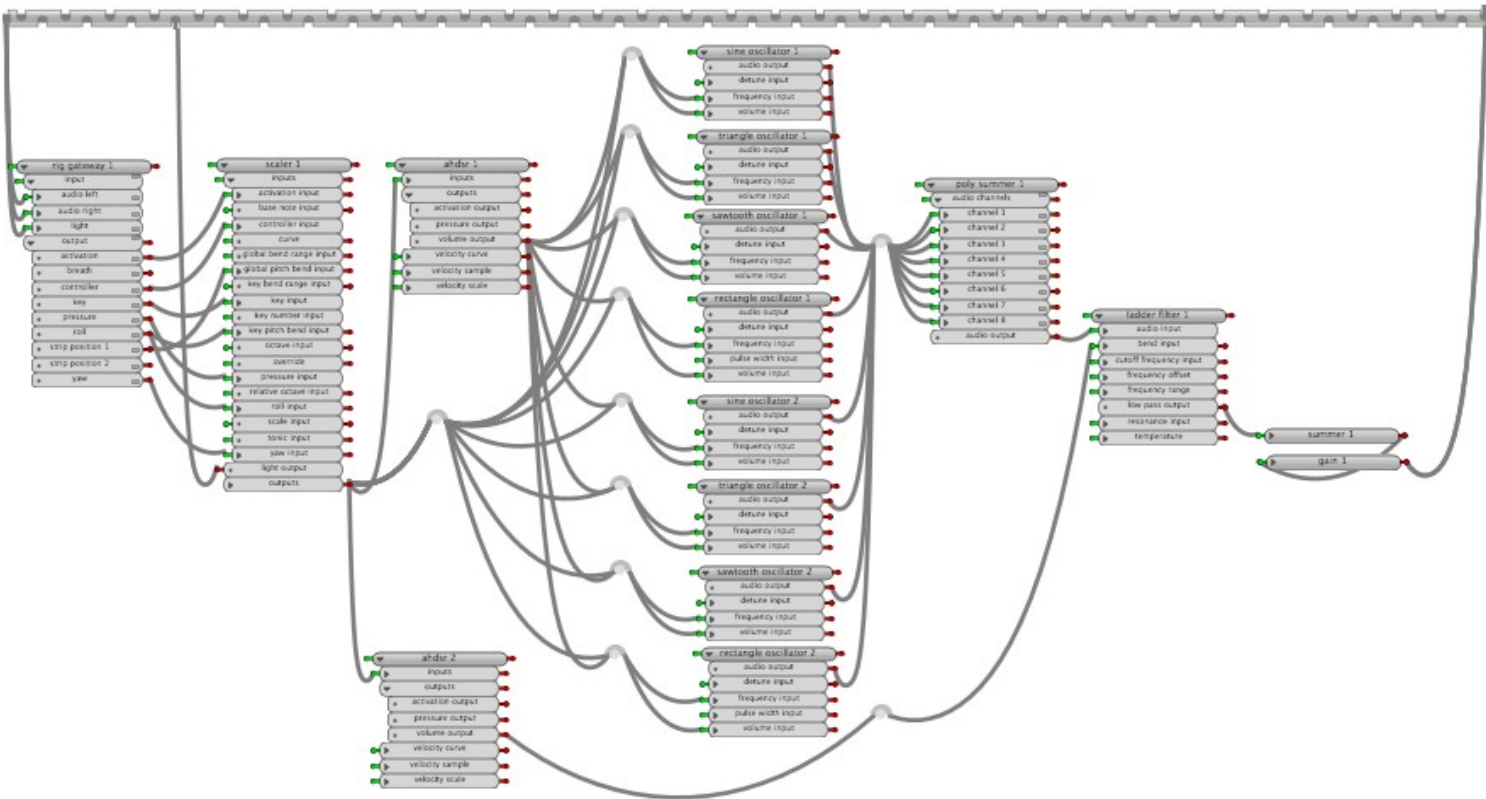 rig gateway 1
input
audio left
audio right
light
output
activation
breath
controller
key
pressure
roll
strip position 1
strip position 2
yaw
scaler 1
inputs
activation input
base note input
controller input
curve
global bend range input
global pitch bend input
key bend range input
key input
key number input
key pitch bend input
octave input
override
pressure input
relative octave input
roll input
scale input
tonic input
yaw input
light output
outputs
ahdsr 1
inputs
outputs
activation output
pressure output
volume output
velocity curve
velocity sample
velocity scale
ahdsr 2
inputs
outputs
activation output
pressure output
volume output
velocity curve
velocity sample
velocity scale
sine oscillator 1
audio output
detune input
frequency input
volume input
triangle oscillator 1
audio output
detune input
frequency input
volume input
sawtooth oscillator 1
audio output
detune input
frequency input
volume input
rectangle oscillator 1
audio output
detune input
frequency input
pulse width input
volume input
sine oscillator 2
audio output
detune input
frequency input
volume input
triangle oscillator 2
audio output
detune input
frequency input
volume input
sawtooth oscillator 2
audio output
detune input
frequency input
volume input
rectangle oscillator 2
audio output
detune input
frequency input
pulse width input
volume input
poly summer 1
audio channels
channel 1
channel 2
channel 3
channel 4
channel 5
channel 6
channel 7
channel 8
audio output
ladder filter 1
audio input
bend input
cutoff frequency input
frequency offset
frequency range
low pass output
resonance input
temperature
summer 1
gain 1